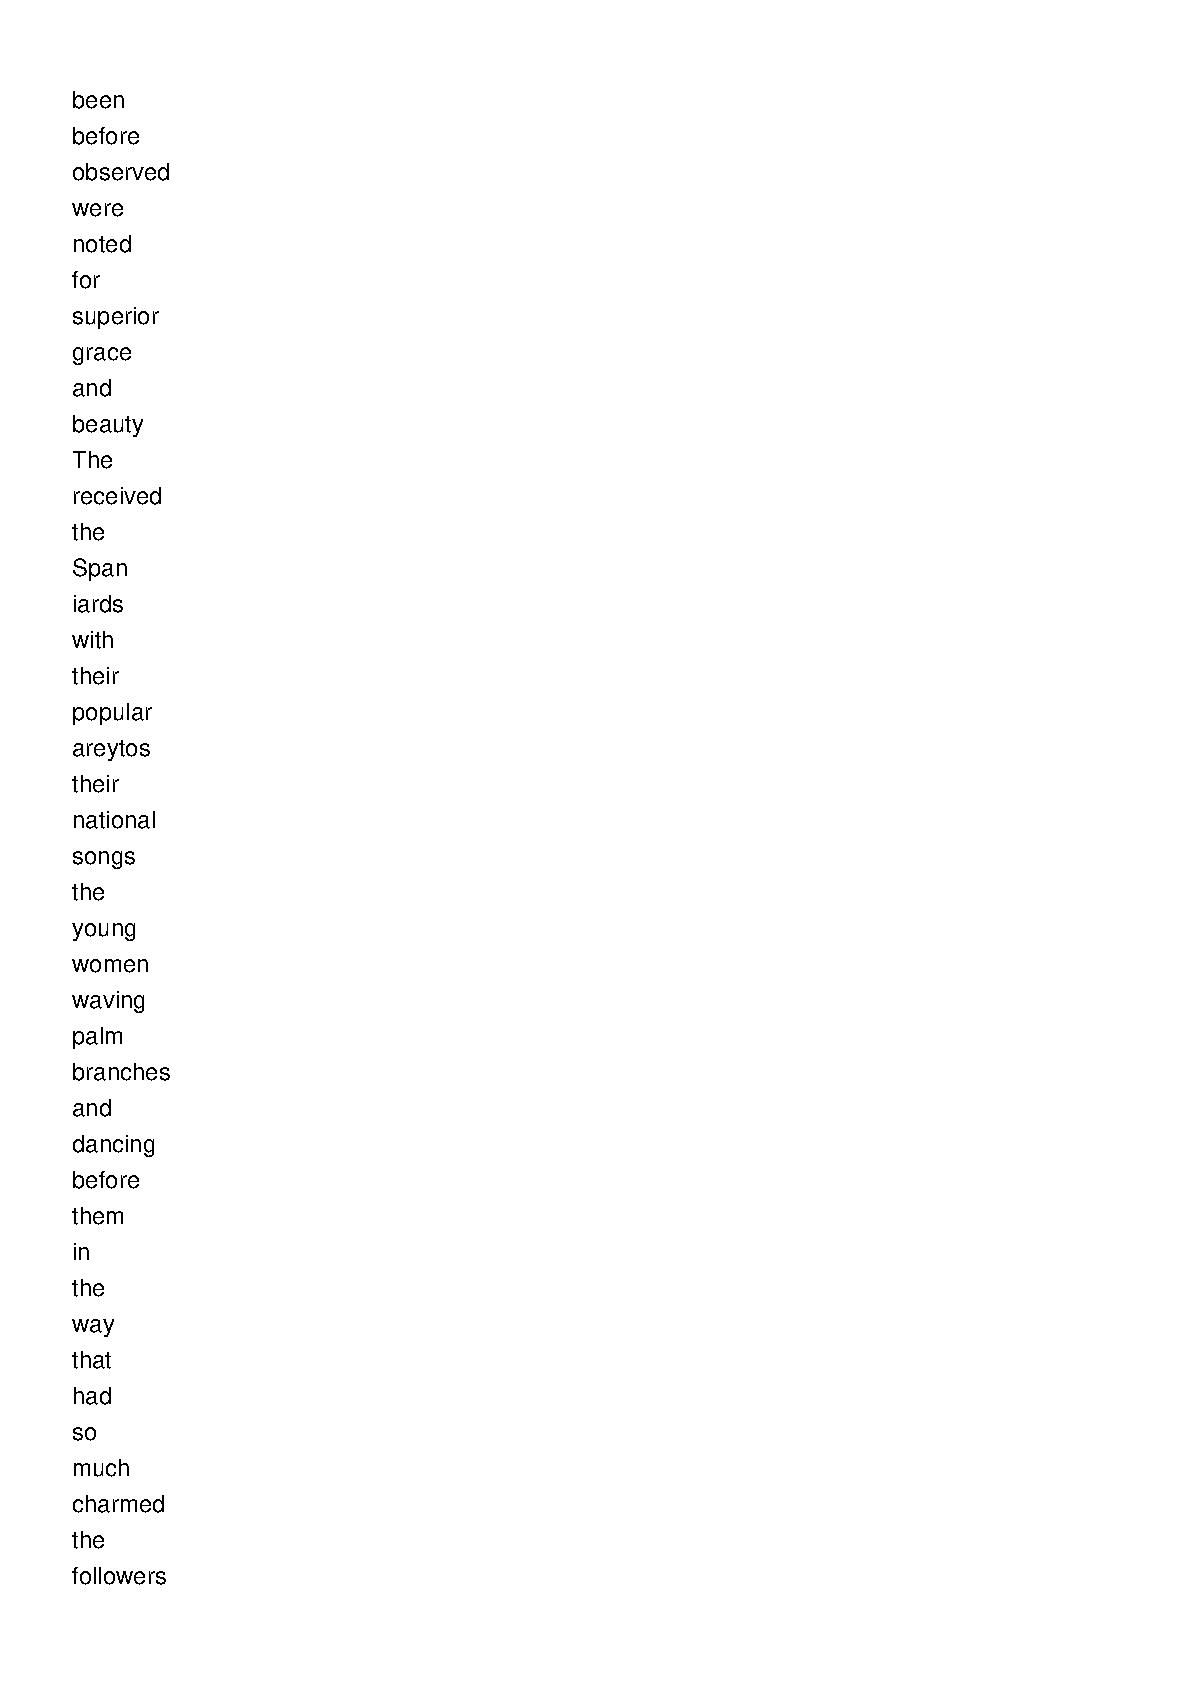 been
before
observed
were
noted
for
superior
grace
and
beauty
The
received
the
Span
iards
with
their
popular
areytos
their
national
songs
the
young
women
waving
palm
branches
and
dancing
before
them
in
the
way
that
had
so
much
charmed
the
followers